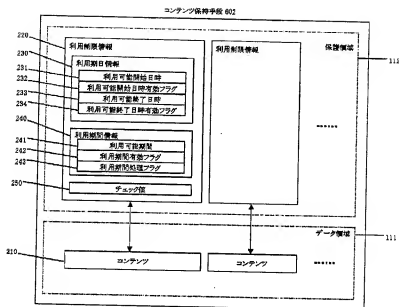 コンテンツ保持手段 602
220
利用制限情報
利用制限情報
保護領域
112
230
利用期日情報
231
利用可能開始日時
232
利用可能開始日時有効フラグ
233
利用可能終了日時
234
利用可能終了日時有効フラグ
240
利用期間情報
241
利用可能期間
242
利用期間有効フラグ
243
利用期間処理フラグ
250
チェック値
データ領域
111
210
コンテンツ
コンテンツ